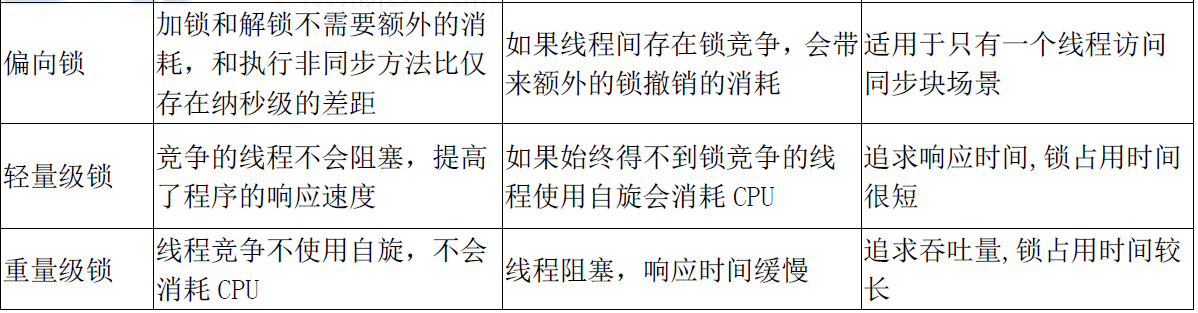 偏向锁
加锁和解锁不需要额外的消
耗，和执行非同步方法比仅
存在纳秒级的差距
如果线程间存在锁竞争，会带
来额外的锁撤销的消耗
适用于只有一个线程访问
同步块场景
轻量级锁
竞争的线程不会阻塞，提高
了程序的响应速度
如果始终得不到锁竞争的线
程使用自旋会消耗 CPU
追求响应时间,锁占用时间
很短
重量级锁
线程竞争不使用自旋，不会
消耗 CPU
线程阻塞，响应时间缓慢
追求吞吐量,锁占用时间较
长